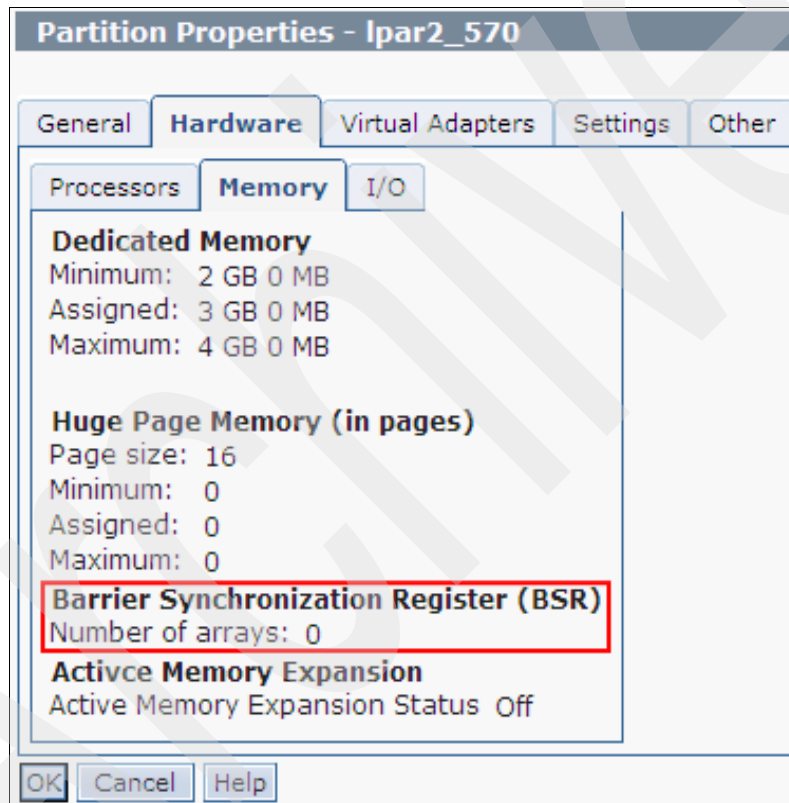 Partition Properties - lpar2_570
General Hardware Virtual Adapters Settings Other
Processors Memory I/O
Dedicated Memory
Minimum: 2 GB 0 MB
Assigned: 3 GB 0 MB
Maximum: 4 GB 0 MB
Huge Page Memory (in pages)
Page size: 16
Minimum: 0
Assigned: 0
Maximum: 0
Barrier Synchronization Register (BSR)
Number of arrays: 0
Activce Memory Expansion
Active Memory Expansion Status Off
OK Cancel Help